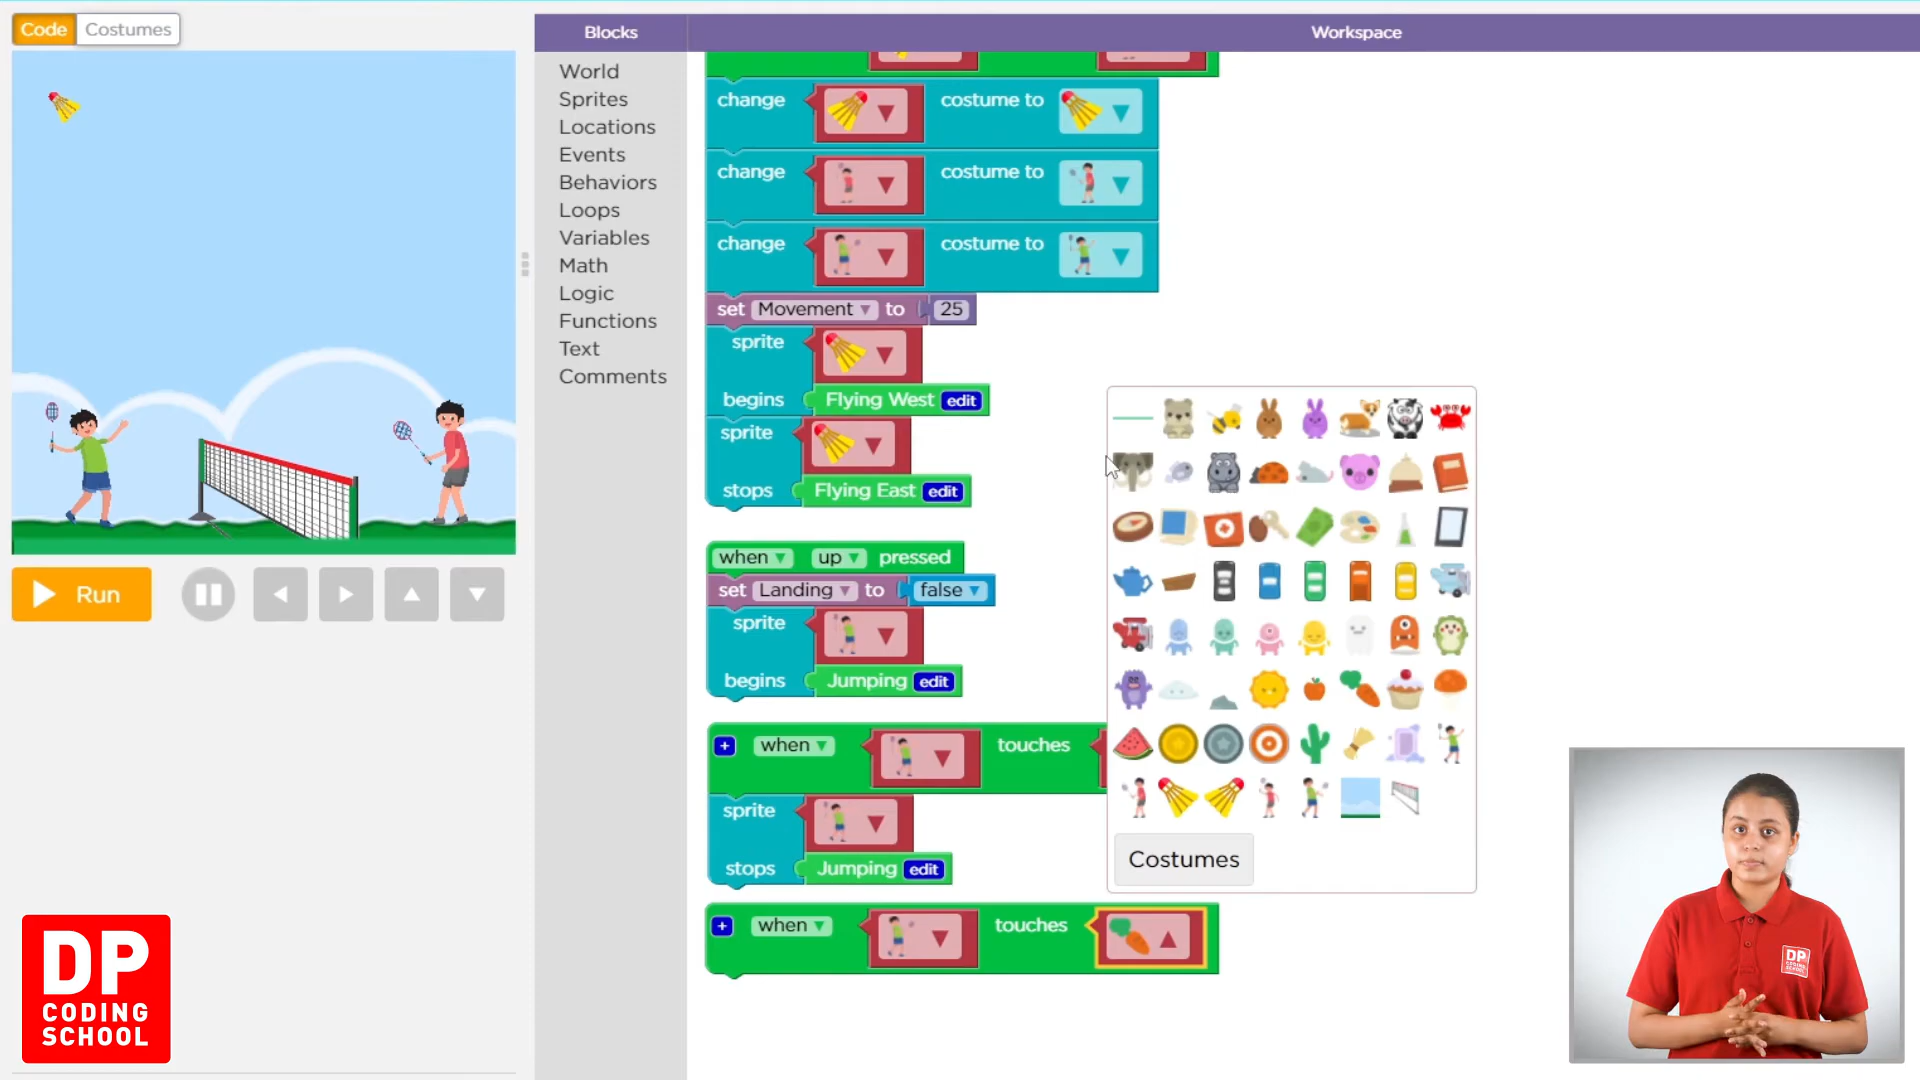 Code Costumes
Blocks
Workspace
World
Sprites
Locations
Events
Behaviors
Loops
Variables
Math
Logic
Functions
Text
Comments
change costume to
change costume to
change costume to
set Movement to 25
sprite
begins Flying West edit
sprite
stops Flying East edit
when up pressed
set Landing to false
sprite
begins Jumping edit
+ when touches
sprite
stops Jumping edit
+ when touches
Costumes
Run
DP
CODING
SCHOOL
DP
CODING
SCHOOL